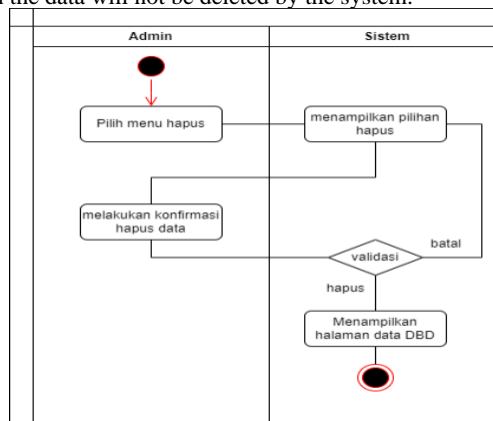 the data will not be deleted by the system.
Admin
Sistem
Pilih menu hapus
menampilkan pilihan
hapus
melakukan konfirmasi
hapus data
validasi
batal
hapus
Menampilkan
halaman data DBD